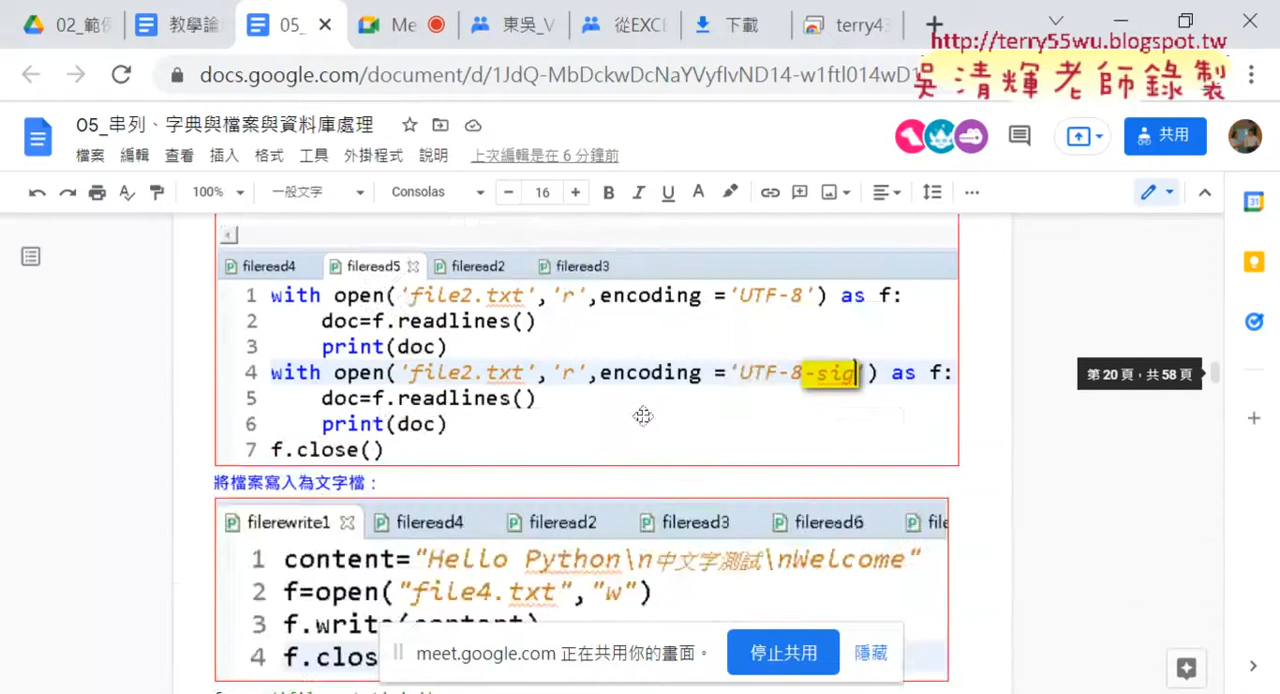 02_範例
教學論
05_
Me
東吳_V
從EXCE
下載
terry43
http://terry55wu.blogspot.tw
docs.google.com/document/d/1JdQ-MbDckwDcNaYVyfIvND14-w1ftl014wD1
吳清輝老師錄製
05_串列、字典與檔案與資料庫處理
檔案 編輯 查看 插入 格式 工具 外掛程式 說明 上次編輯是在 6 分鐘前
共用
100% 一般文字 Consolas 16 B I U A
31
fileread4 fileread5 fileread2 fileread3
1 with open('file2.txt','r',encoding ='UTF-8') as f:
2 doc=f.readlines()
3 print(doc)
4 with open('file2.txt','r',encoding ='UTF-8-sig') as f:
5 doc=f.readlines()
6 print(doc)
7 f.close()
第 20 頁，共 58 頁
將檔案寫入為文字檔：
filerewrite1 fileread4 fileread2 fileread3 fileread6 file
1 content="Hello Python\n中文字測試\nWelcome"
2 f=open("file4.txt","w")
3 f.write(content)
4 f.clos
meet.google.com 正在共用你的畫面。 停止共用 隱藏